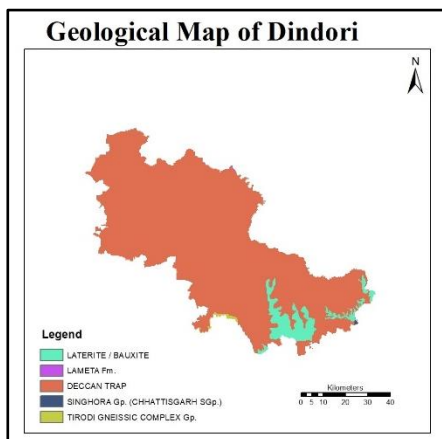 Geological Map of Dindori
N
Legend
LATERITE / BAUXITE
LAMETA Fm.
DECCAN TRAP
SINGHORA Gp. (CHHATTISGARH SGp.)
TIRODI GNEISSIC COMPLEX Gp.
Kilometers
0 5 10 20 30 40